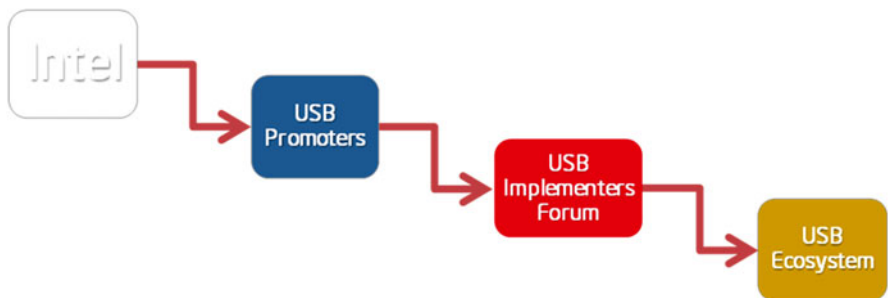 Intel
USB
Promoters
USB
Implementers
Forum
USB
Ecosystem